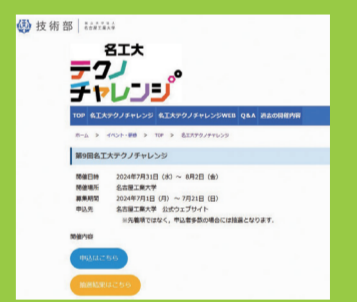 技術部
名工大
テクノ
チャレンジ
TOP 名工大テクノチャレンジ 名工大テクノチャレンジWEB Q&A 過去の開催内容
ホーム > イベント・研修 > TOP > 名工大テクノチャレンジ
第9回名工大テクノチャレンジ
開催日時 2024年7月31日（水）～ 8月2日（金）
開催場所 名古屋工業大学
募集期間 2024年7月1日（月）～ 7月21日（日）
申込先 名古屋工業大学 公式ウェブサイト
※先着順ではなく、申込者多数の場合には抽選となります.
開催内容
申込はこちら